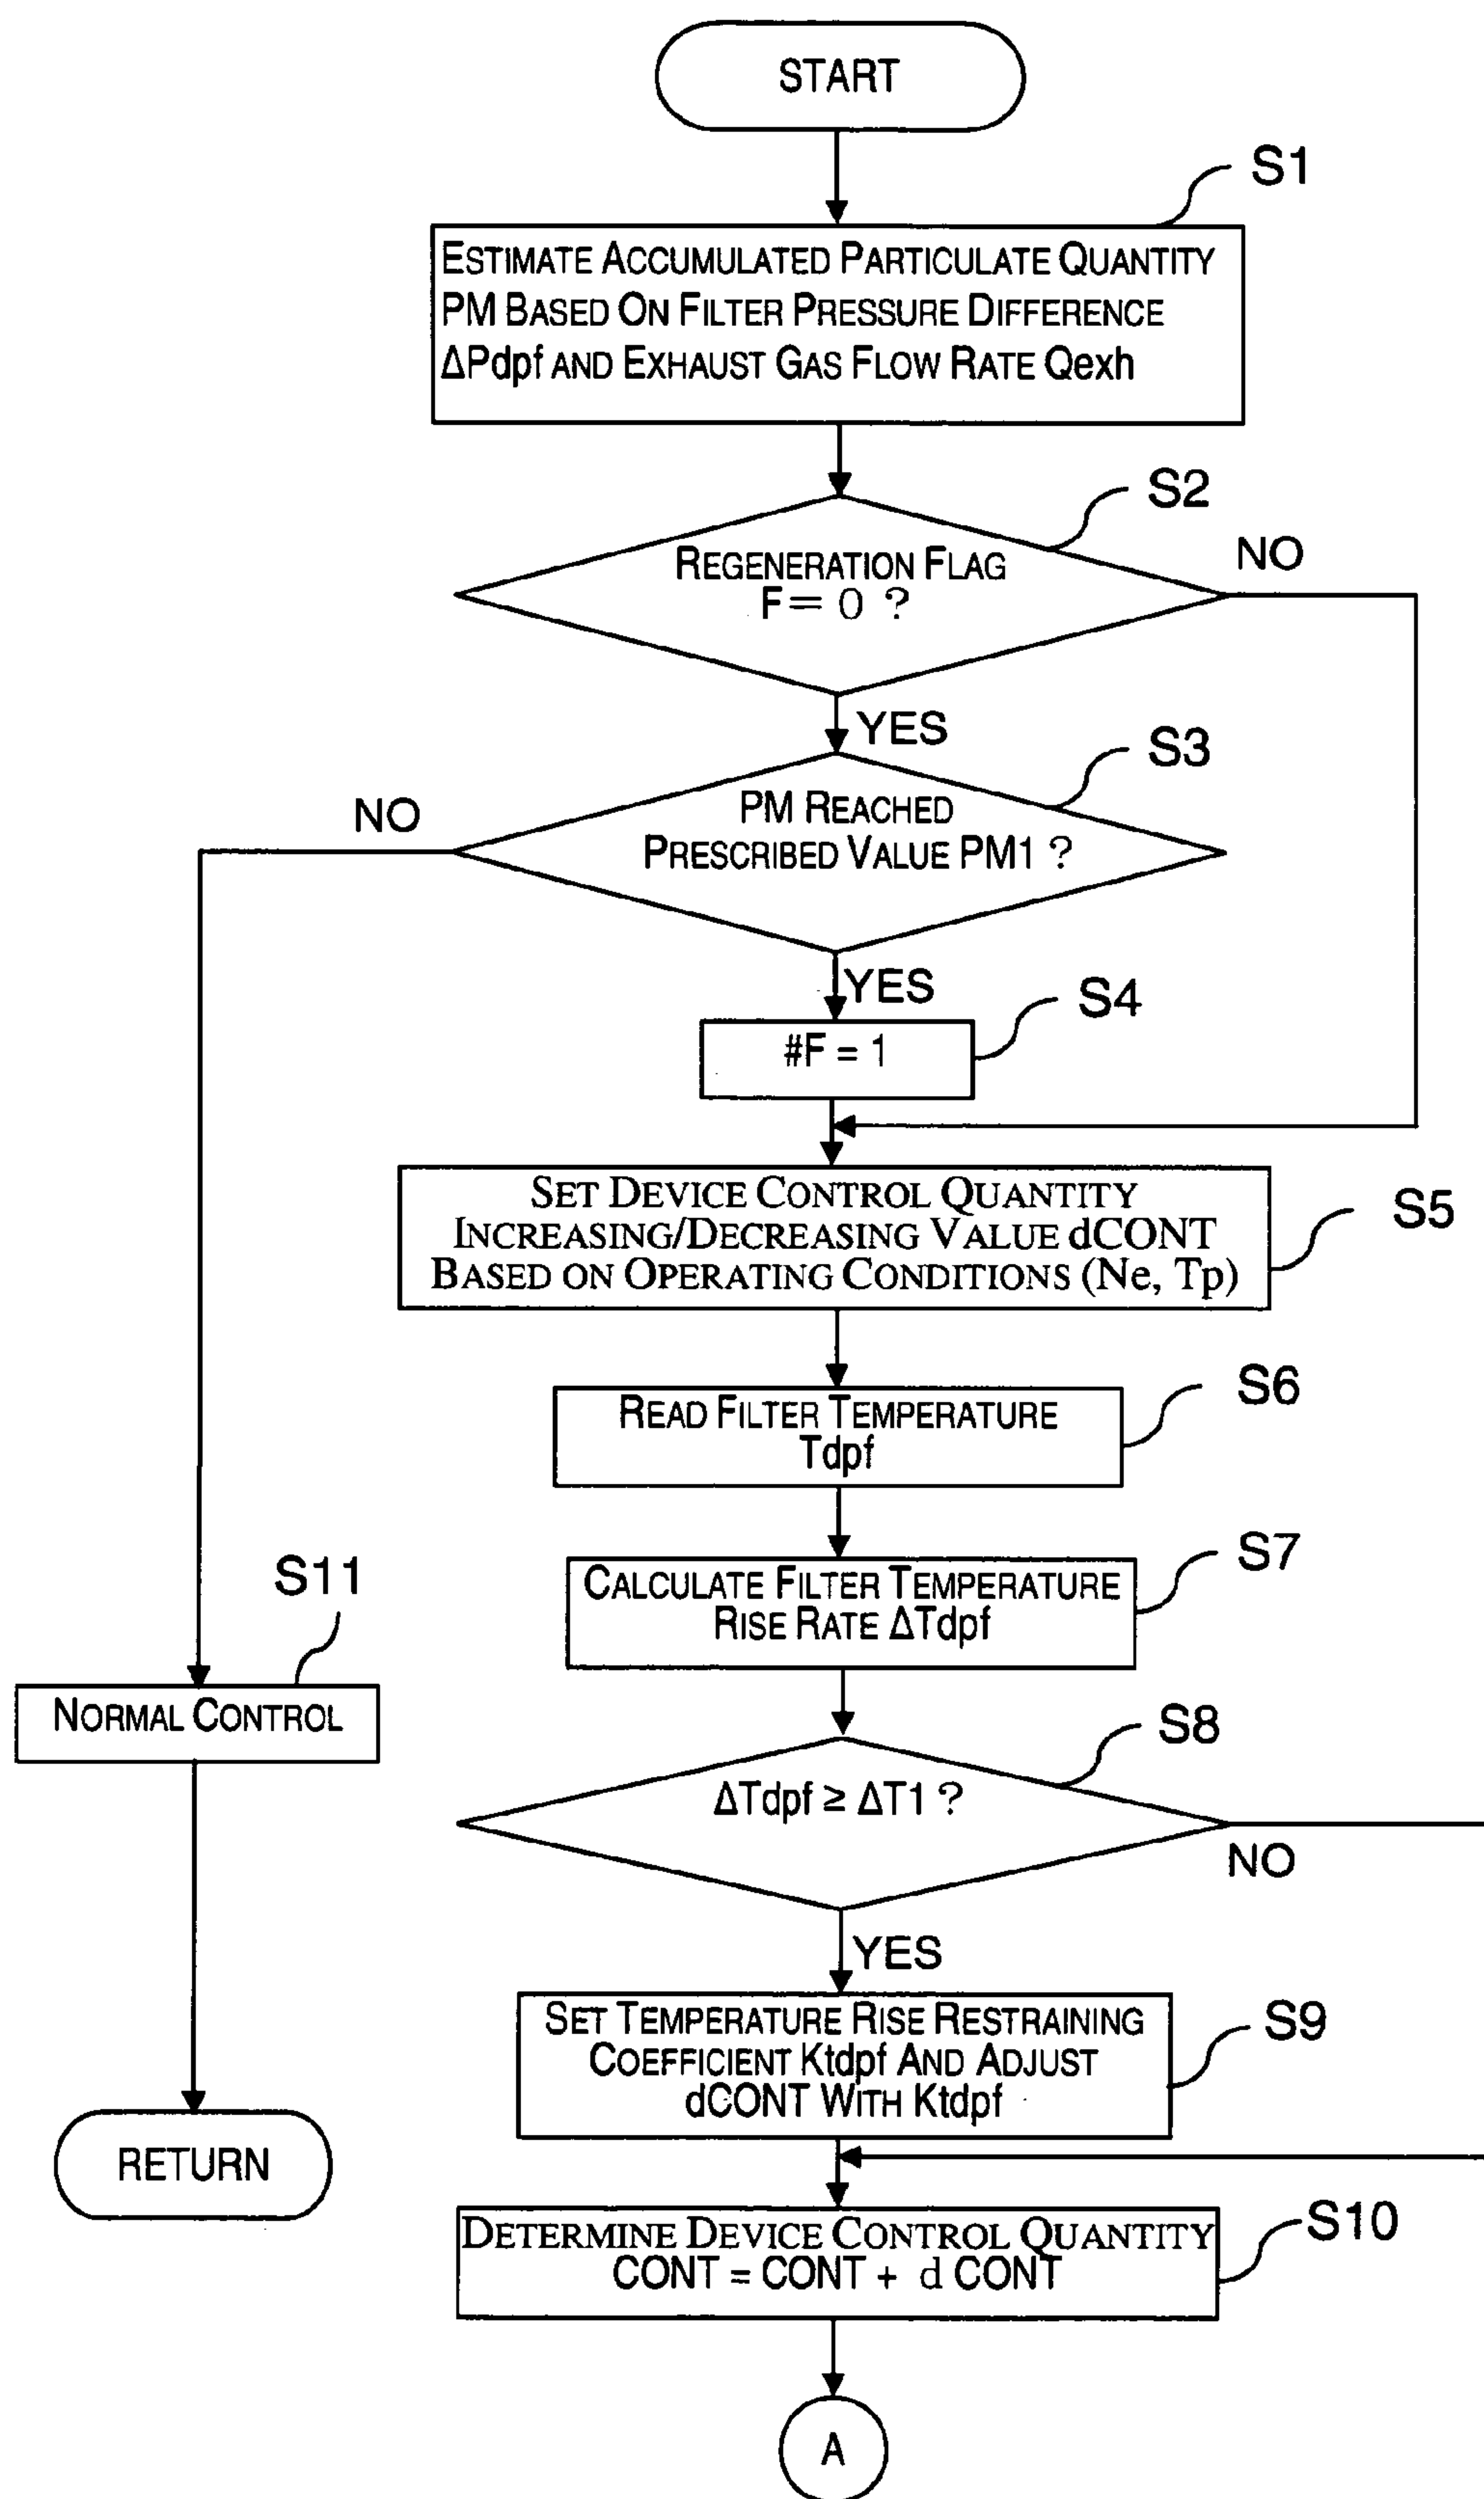 START
S1
ESTIMATE ACCUMULATED PARTICULATE QUANTITY
PM BASED ON FILTER PRESSURE DIFFERENCE
ΔPdpf AND EXHAUST GAS FLOW RATE Qexh
S2
REGENERATION FLAG
F = 0 ?
NO
YES
S3
PM REACHED
PRESCRIBED VALUE PM1 ?
NO
YES
S4
#F = 1
SET DEVICE CONTROL QUANTITY
INCREASING/DECREASING VALUE dCONT
BASED ON OPERATING CONDITIONS (Ne, Tp)
S5
READ FILTER TEMPERATURE
Tdpf
S6
CALCULATE FILTER TEMPERATURE
RISE RATE ΔTdpf
S7
S11
NORMAL CONTROL
S8
ΔTdpf ≥ ΔT1 ?
NO
YES
SET TEMPERATURE RISE RESTRAINING
COEFFICIENT Ktdpf AND ADJUST
dCONT WITH Ktdpf
S9
RETURN
DETERMINE DEVICE CONTROL QUANTITY
CONT = CONT + d CONT
S10
A